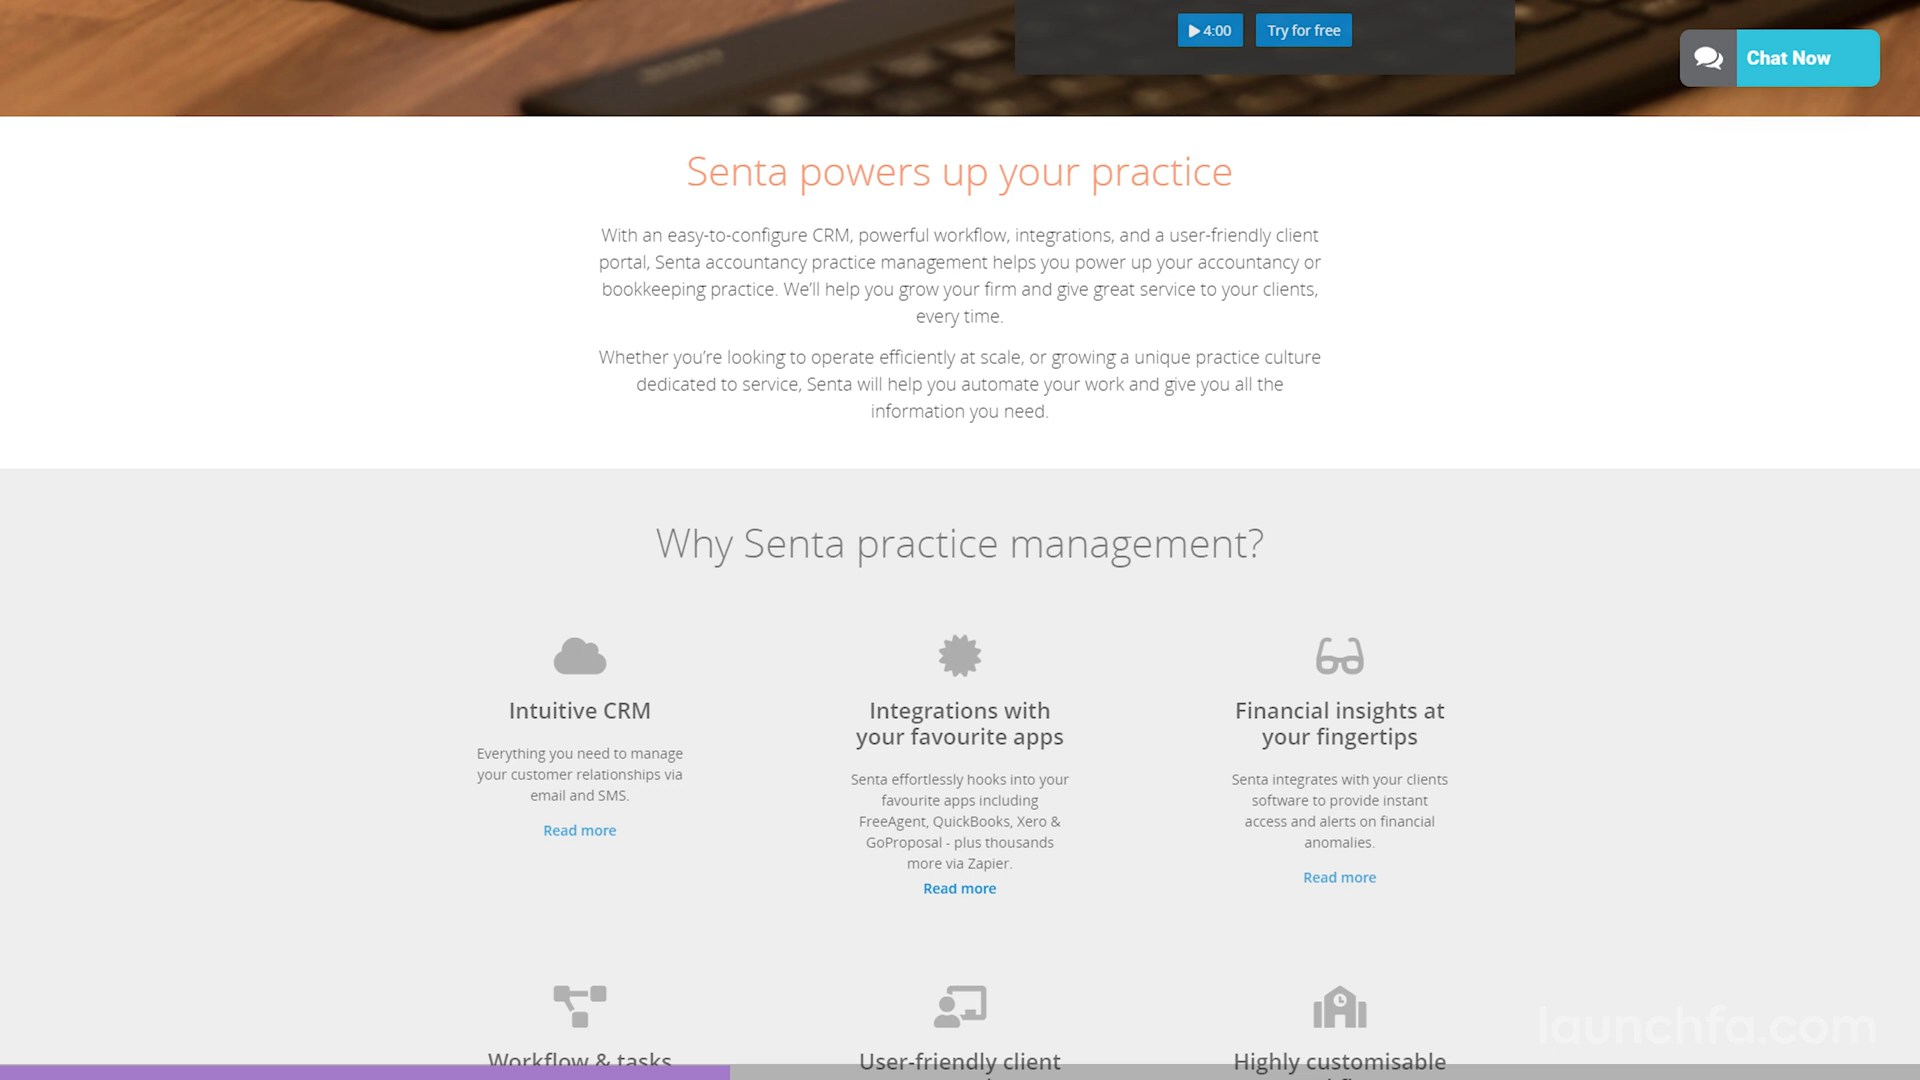 4:00
Try for free
Chat Now
Senta powers up your practice
With an easy-to-configure CRM, powerful workflow, integrations, and a user-friendly client
portal, Senta accountancy practice management helps you power up your accountancy or
bookkeeping practice. We’ll help you grow your firm and give great service to your clients,
every time.
Whether you’re looking to operate efficiently at scale, or growing a unique practice culture
dedicated to service, Senta will help you automate your work and give you all the
information you need.
Why Senta practice management?
Intuitive CRM
Everything you need to manage
your customer relationships via
email and SMS.
Read more
Integrations with
your favourite apps
Senta effortlessly hooks into your
favourite apps including
FreeAgent, QuickBooks, Xero &
GoProposal - plus thousands
more via Zapier.
Read more
Financial insights at
your fingertips
Senta integrates with your clients
software to provide instant
access and alerts on financial
anomalies.
Read more
Workflow & tasks
User-friendly client
Highly customisable
launchfa.com